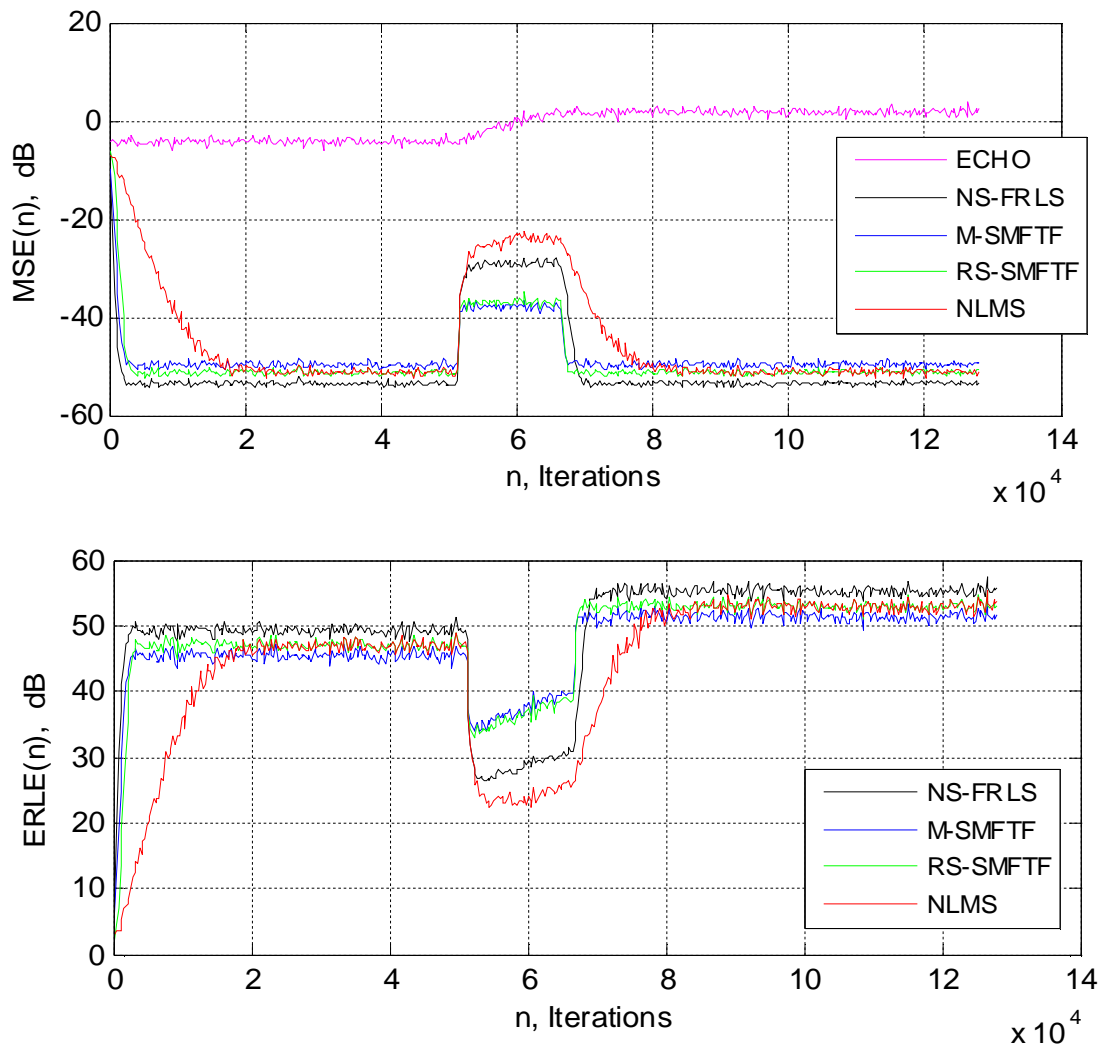 20
0
-20
-40
-60
MSE(n), dB
0 2 4 6 8 10 12 14
n, Iterations
x 10^4
ECHO
NS-FRLS
M-SMFTF
RS-SMFTF
NLMS
60
50
40
30
20
10
0
ERLE(n), dB
0 2 4 6 8 10 12 14
n, Iterations
x 10^4
NS-FRLS
M-SMFTF
RS-SMFTF
NLMS